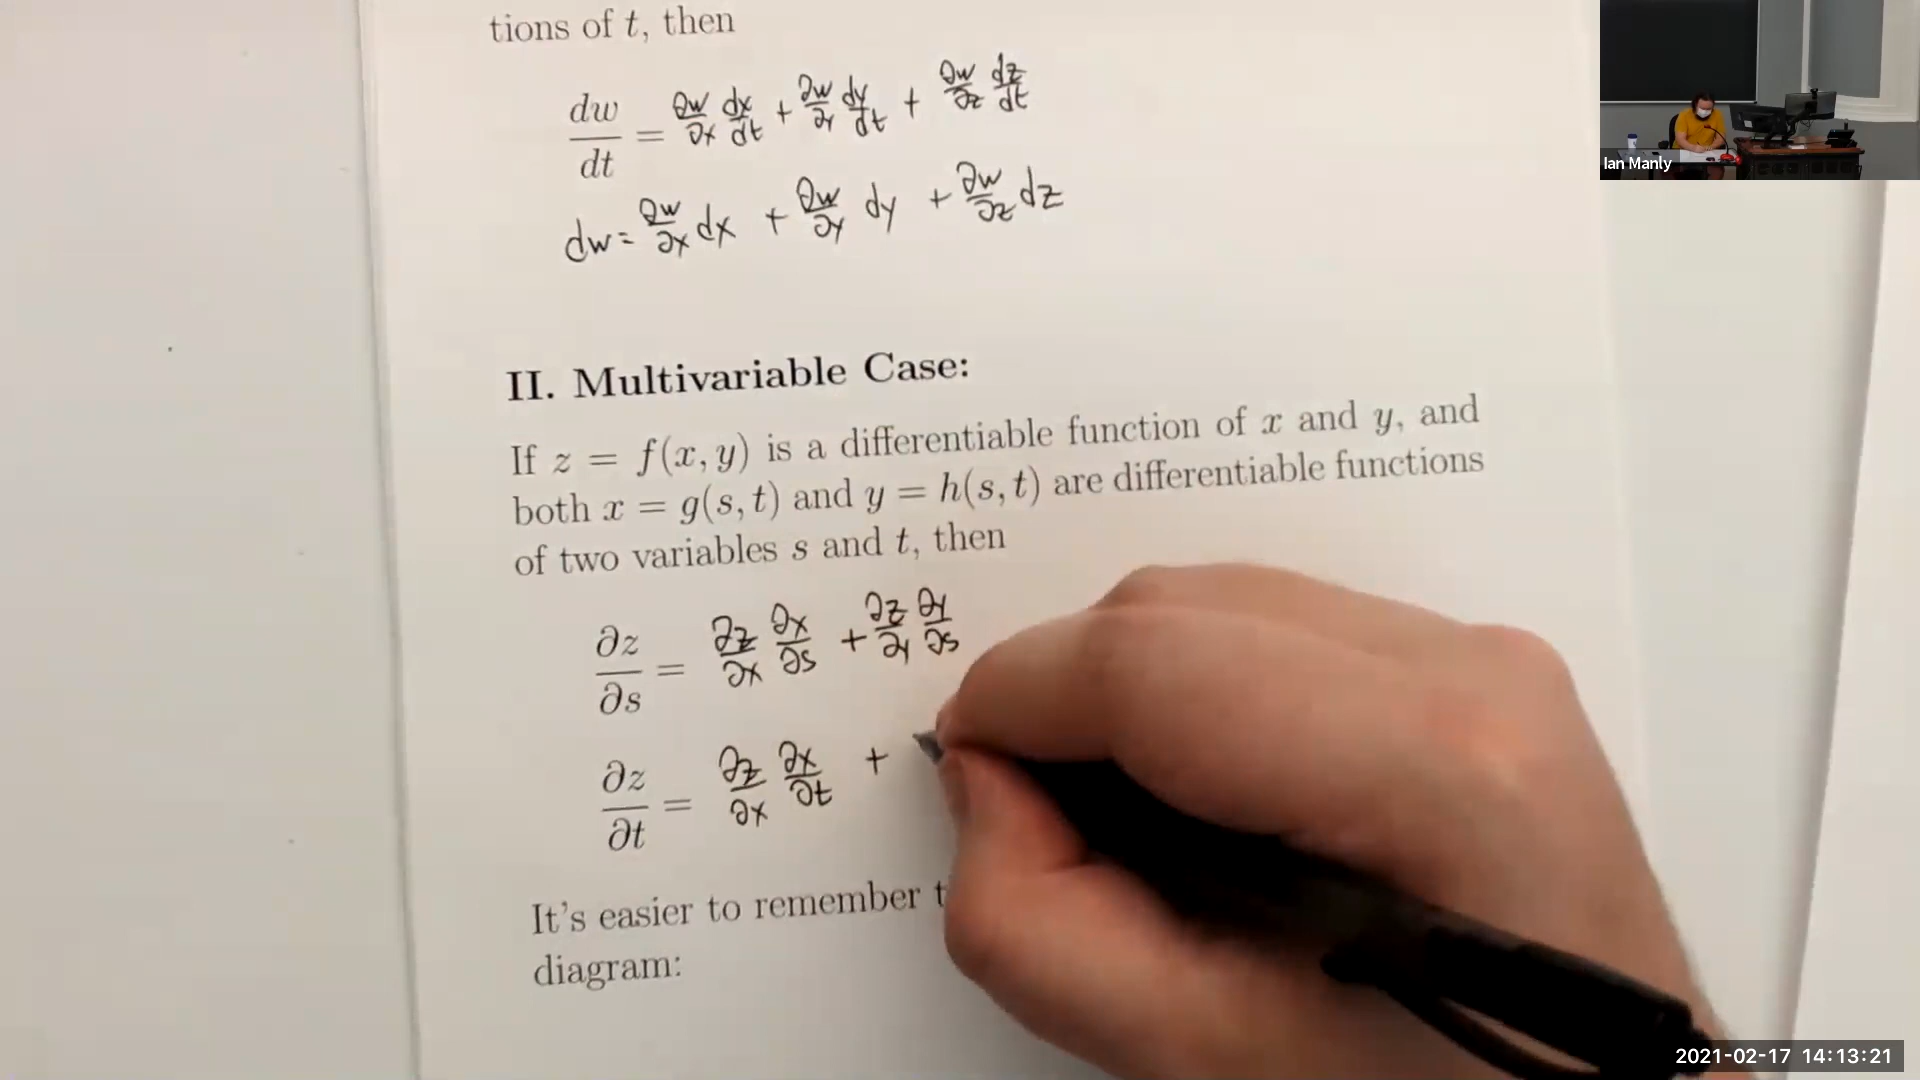 tions of t, then
dw/dt = ∂w/∂x dx/dt + ∂w/∂y dy/dt + ∂w/∂z dz/dt
dw = ∂w/∂x dx + ∂w/∂y dy + ∂w/∂z dz
II. Multivariable Case:
If z = f(x, y) is a differentiable function of x and y, and
both x = g(s, t) and y = h(s, t) are differentiable functions
of two variables s and t, then
∂z/∂s = ∂z/∂x ∂x/∂s + ∂z/∂y ∂y/∂s
∂z/∂t = ∂z/∂x ∂x/∂t +
It's easier to remember
diagram:
Ian Manly
2021-02-17 14:13:21